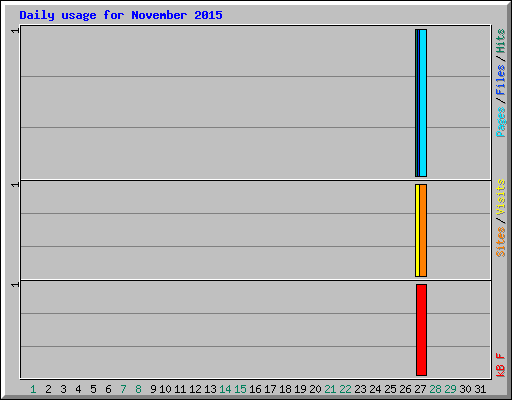 Daily usage for November 2015
1
1
1
Pages/Files/Hits
Sites/Visits
kB F
1 2 3 4 5 6 7 8 9 10 11 12 13 14 15 16 17 18 19 20 21 22 23 24 25 26 27 28 29 30 31